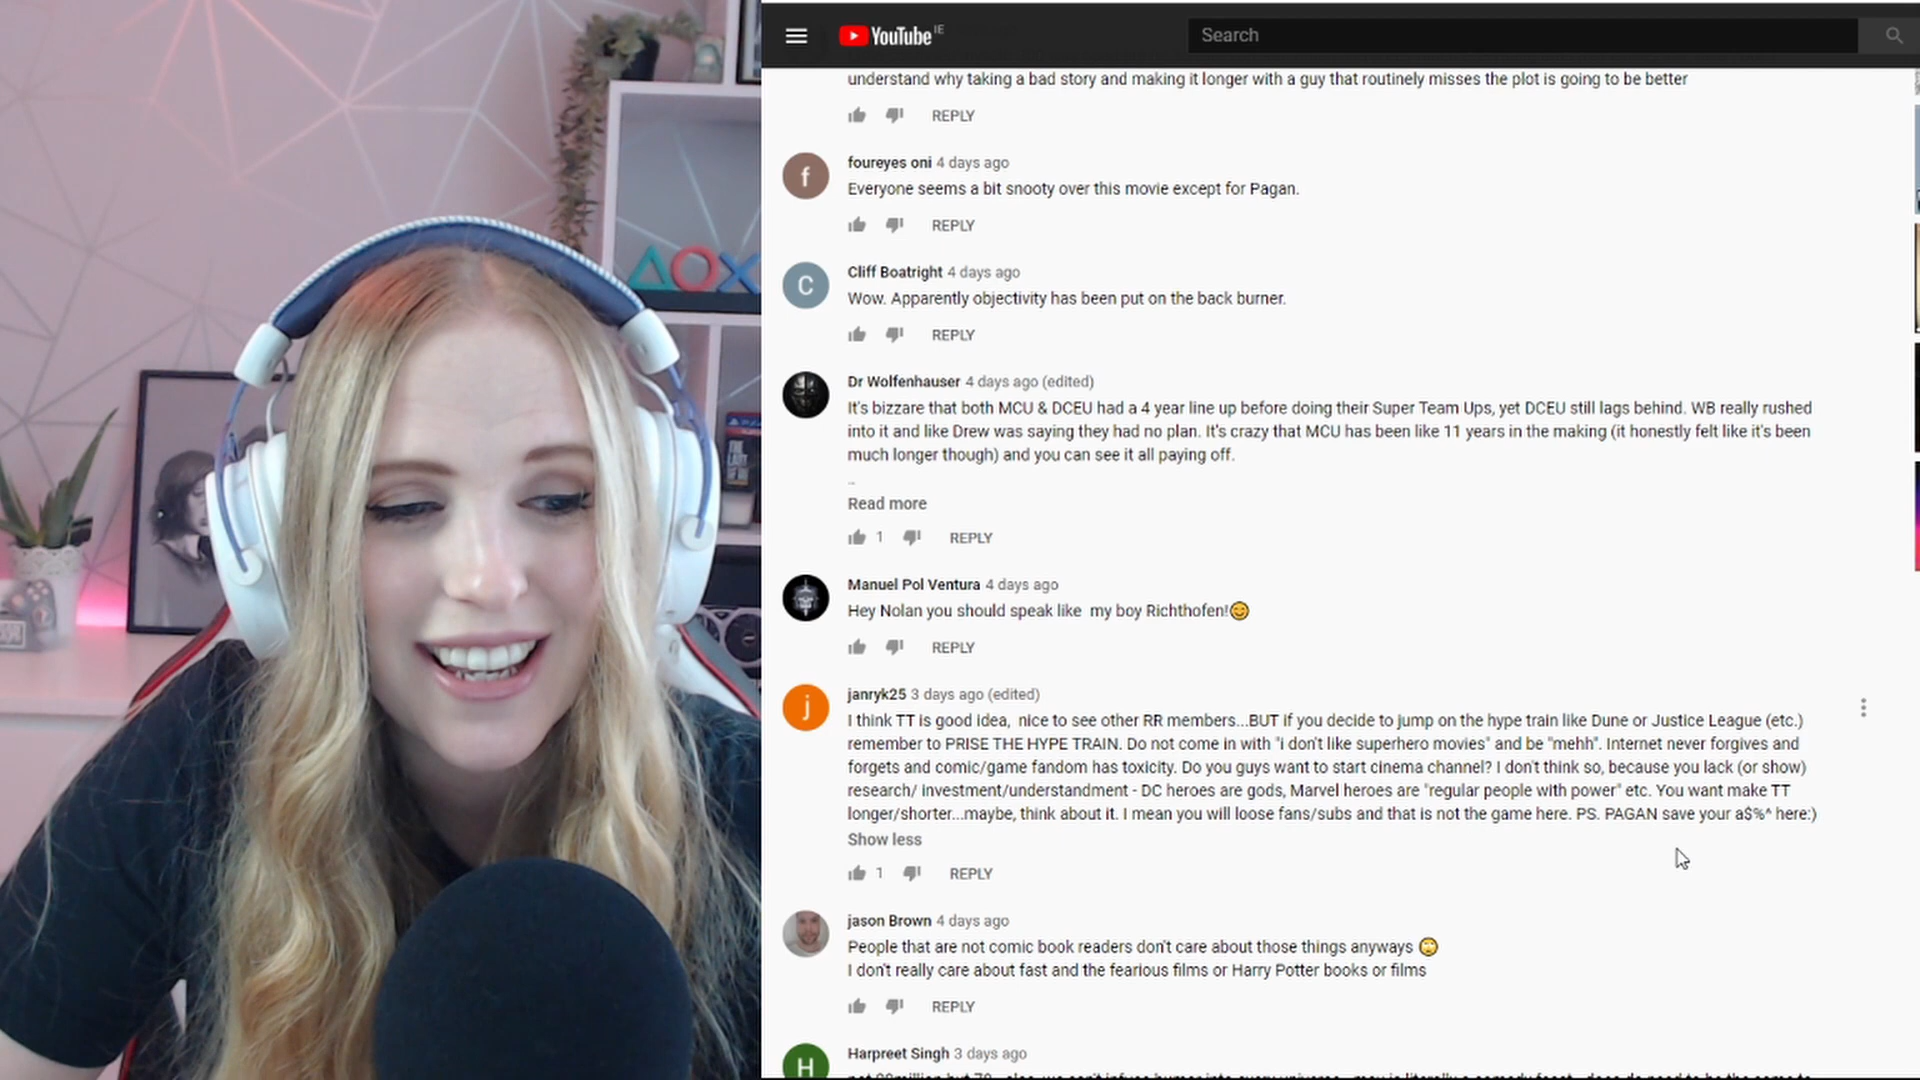 YouTube IE
Search
understand why taking a bad story and making it longer with a guy that routinely misses the plot is going to be better
REPLY
f
foureyes oni 4 days ago
Everyone seems a bit snooty over this movie except for Pagan.
REPLY
C
Cliff Boatright 4 days ago
Wow. Apparently objectivity has been put on the back burner.
REPLY
Dr Wolfenhauser 4 days ago (edited)
It's bizzare that both MCU & DCEU had a 4 year line up before doing their Super Team Ups, yet DCEU still lags behind. WB really rushed
into it and like Drew was saying they had no plan. It's crazy that MCU has been like 11 years in the making (it honestly felt like it's been
much longer though) and you can see it all paying off.
..
Read more
1 REPLY
Manuel Pol Ventura 4 days ago
Hey Nolan you should speak like my boy Richthofen!😊
REPLY
j
janryk25 3 days ago (edited)
I think TT is good idea, nice to see other RR members...BUT if you decide to jump on the hype train like Dune or Justice League (etc.)
remember to PRISE THE HYPE TRAIN. Do not come in with "i don't like superhero movies" and be "mehh". Internet never forgives and
forgets and comic/game fandom has toxicity. Do you guys want to start cinema channel? I don't think so, because you lack (or show)
research/ investment/understandment - DC heroes are gods, Marvel heroes are "regular people with power" etc. You want make TT
longer/shorter...maybe, think about it. I mean you will loose fans/subs and that is not the game here. PS. PAGAN save your a$%^ here:)
Show less
1 REPLY
jason Brown 4 days ago
People that are not comic book readers don't care about those things anyways 🙄
I don't really care about fast and the fearious films or Harry Potter books or films
REPLY
H
Harpreet Singh 3 days ago
THE
LAST
OF